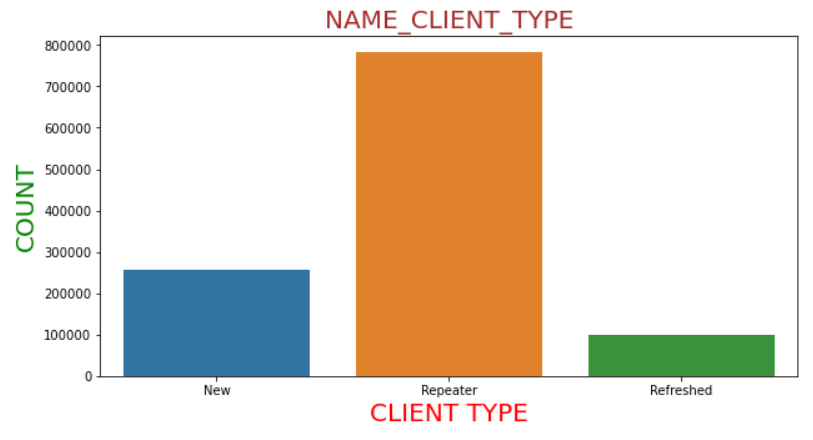 NAME_CLIENT_TYPE
800000
700000
600000
500000
400000
300000
200000
100000
0
COUNT
New Repeater Refreshed
CLIENT TYPE